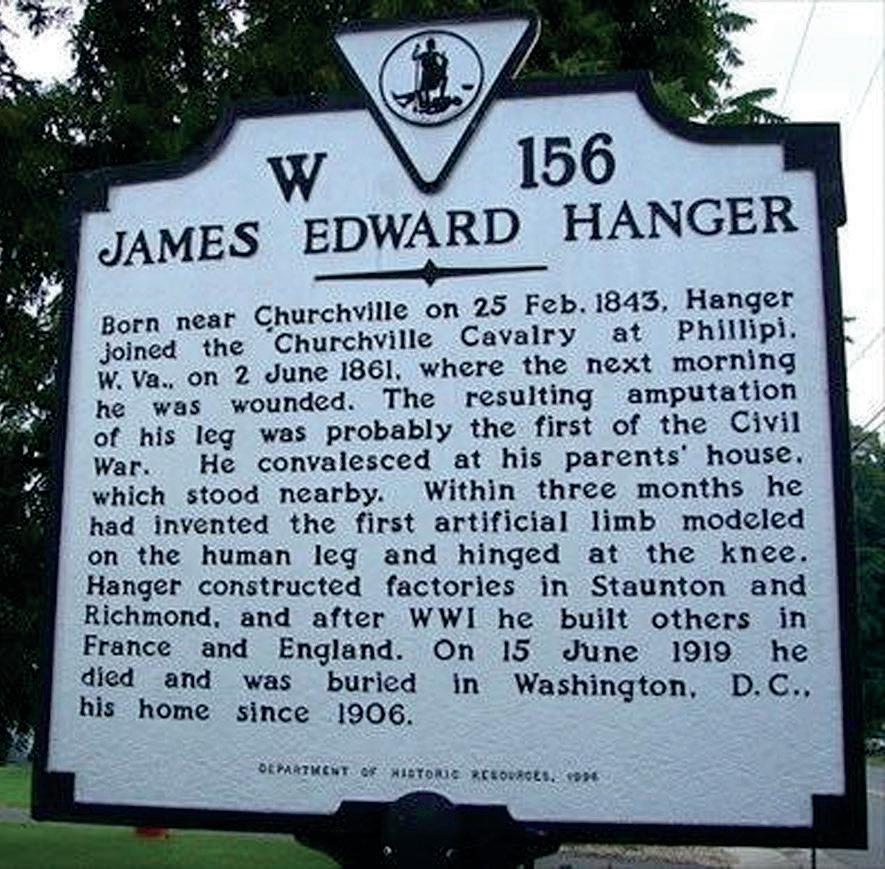 W 156
JAMES EDWARD HANGER
Born near Churchville on 25 Feb. 1843, Hanger
joined the Churchville Cavalry at Phillipi,
W. Va., on 2 June 1861, where the next morning
he was wounded. The resulting amputation
of his leg was probably the first of the Civil
War. He convalesced at his parents' house,
which stood nearby. Within three months he
had invented the first artificial limb modeled
on the human leg and hinged at the knee.
Hanger constructed factories in Staunton and
Richmond, and after WWI he built others in
France and England. On 15 June 1919 he
died and was buried in Washington, D.C.,
his home since 1906.
DEPARTMENT OF HISTORIC RESOURCES, 1996